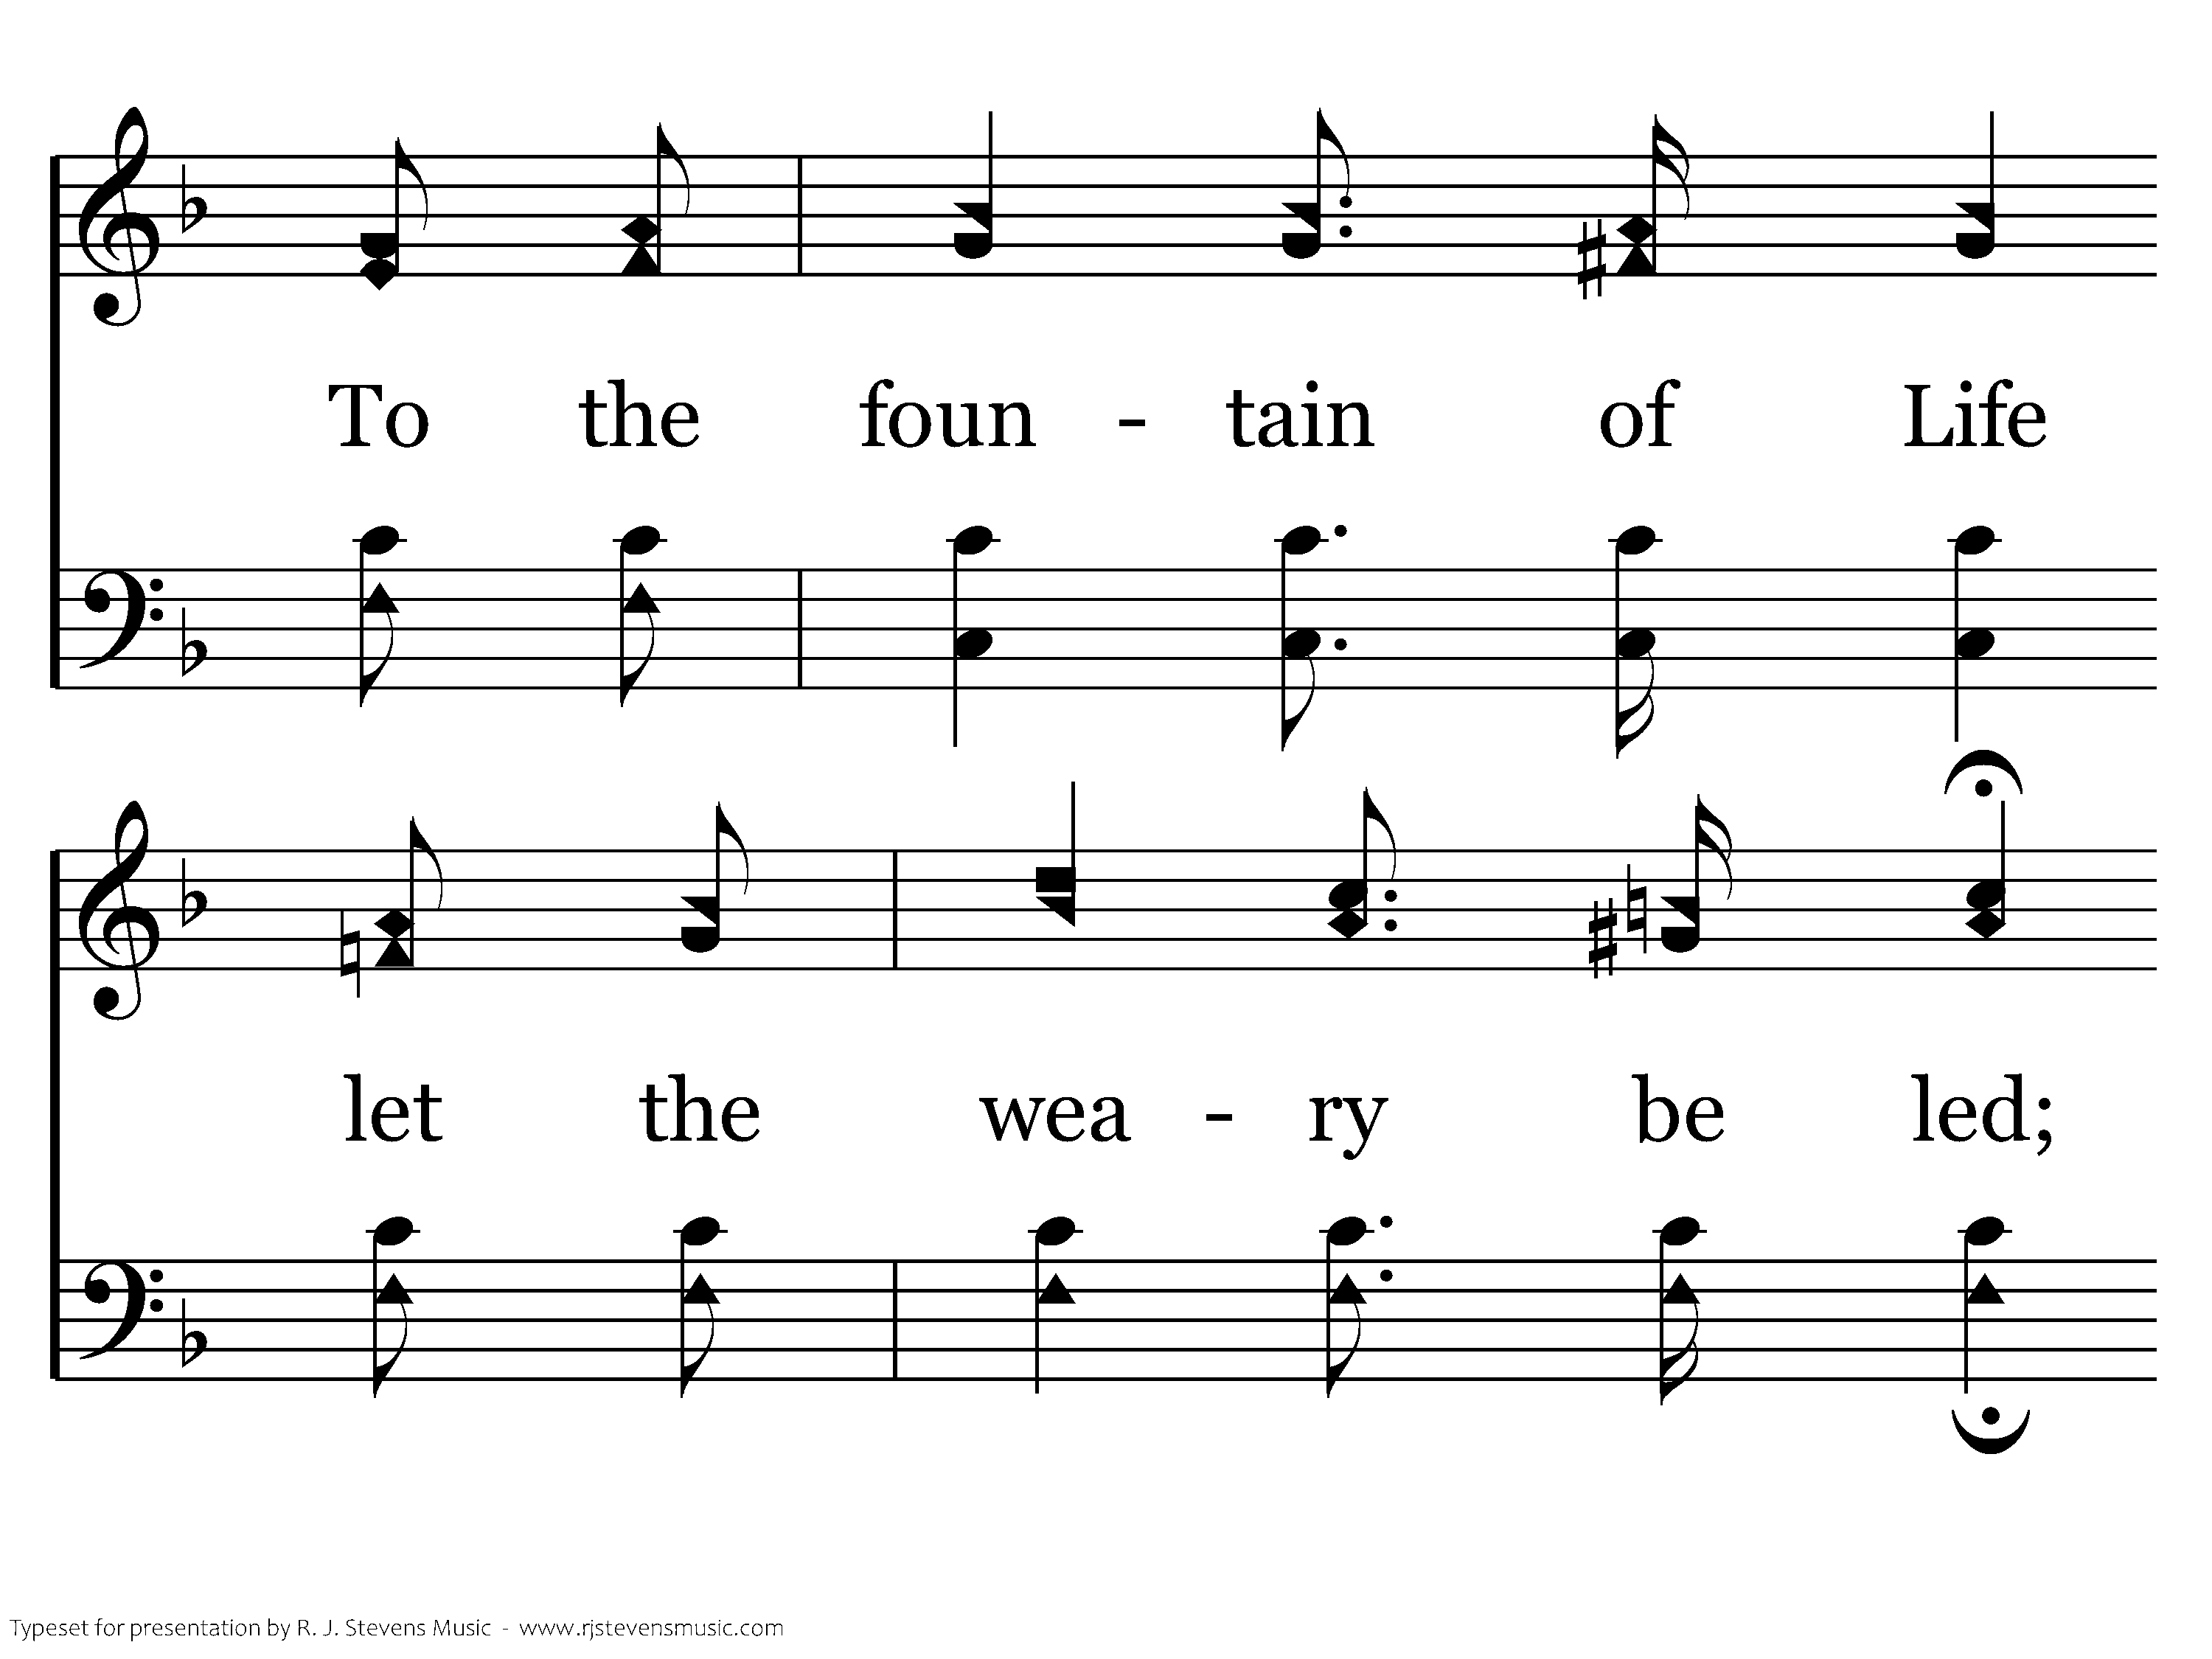 To the foun - tain of Life
let the wea - ry be led;
Typeset for presentation by R. J. Stevens Music - www.rjstevensmusic.com